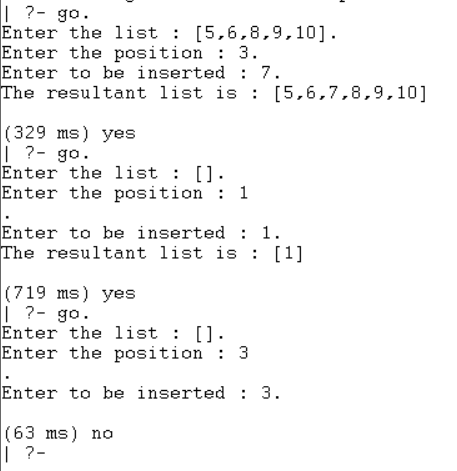 | ?- go.
Enter the list : [5,6,8,9,10].
Enter the position : 3.
Enter to be inserted : 7.
The resultant list is : [5,6,7,8,9,10]
(329 ms) yes
| ?- go.
Enter the list : [].
Enter the position : 1
.
Enter to be inserted : 1.
The resultant list is : [1]
(719 ms) yes
| ?- go.
Enter the list : [].
Enter the position : 3
.
Enter to be inserted : 3.
(63 ms) no
| ?-